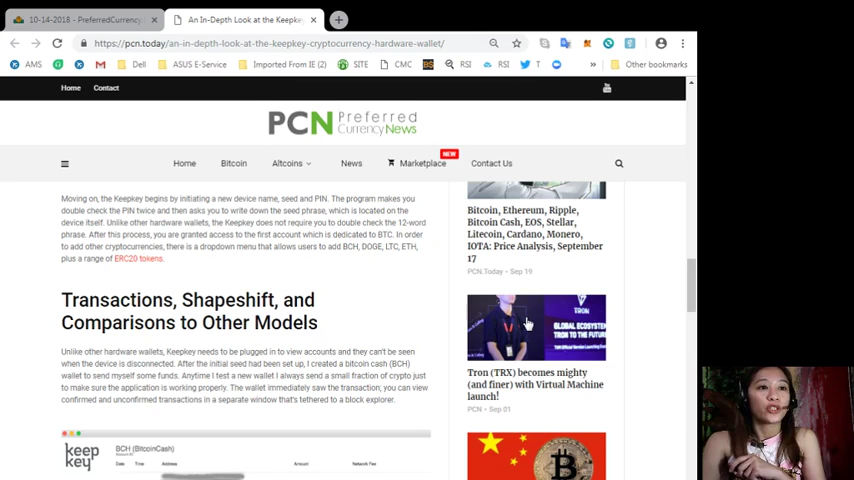 10-14-2018 - PreferredCurrency
An In-Depth Look at the Keepkey
https://pcn.today/an-in-depth-look-at-the-keepkey-cryptocurrency-hardware-wallet/
AMS
Dell
ASUS E-Service
Imported From IE (2)
SITE
CMC
BS
RSI
RSI
T
»
Other bookmarks
Home
Contact
PCN Preferred
Currency News
NEW
Home
Bitcoin
Altcoins
News
Marketplace
Contact Us
Moving on, the Keepkey begins by initiating a new device name, seed and PIN. The program makes you
double check the PIN twice and then asks you to write down the seed phrase, which is located on the
device itself. Unlike other hardware wallets, the Keepkey does not require you to double check the 12-word
phrase. After this process, you are granted access to the first account which is dedicated to BTC. In order
to add other cryptocurrencies, there is a dropdown menu that allows users to add BCH, DOGE, LTC, ETH,
plus a range of ERC20 tokens.
Transactions, Shapeshift, and
Comparisons to Other Models
Unlike other hardware wallets, Keepkey needs to be plugged in to view accounts and they can't be seen
when the device is disconnected. After the initial seed had been set up, I created a bitcoin cash (BCH)
wallet to send myself some funds. Anytime I test a new wallet I always send a small fraction of crypto just
to make sure the application is working properly. The wallet immediately saw the transaction; you can view
confirmed and unconfirmed transactions in a separate window that's tethered to a block explorer.
keep
key
BCH (BitcoinCash)
Date
Time
Address
Amount
Network Fee
Bitcoin, Ethereum, Ripple,
Bitcoin Cash, EOS, Stellar,
Litecoin, Cardano, Monero,
IOTA: Price Analysis, September
17
PCN.Today - Sep 19
TRON
GLOBAL ECOSYSTEM
TRON TO THE FUTURE
Tron (TRX) becomes mighty
(and finer) with Virtual Machine
launch!
PCN - Sep 01